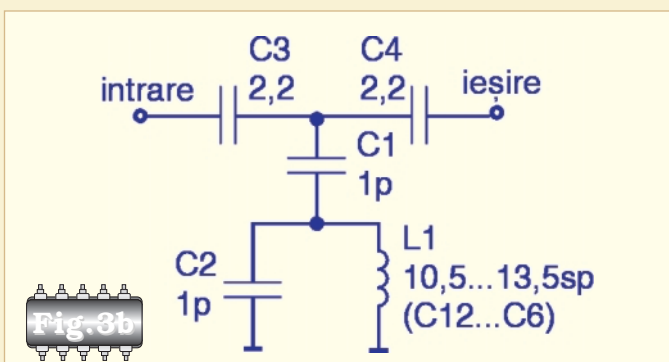 C3
2,2
C4
2,2
intrare
ieșire
C1
1p
C2
1p
L1
10,5...13,5sp
(C12...C6)
Fig.3b